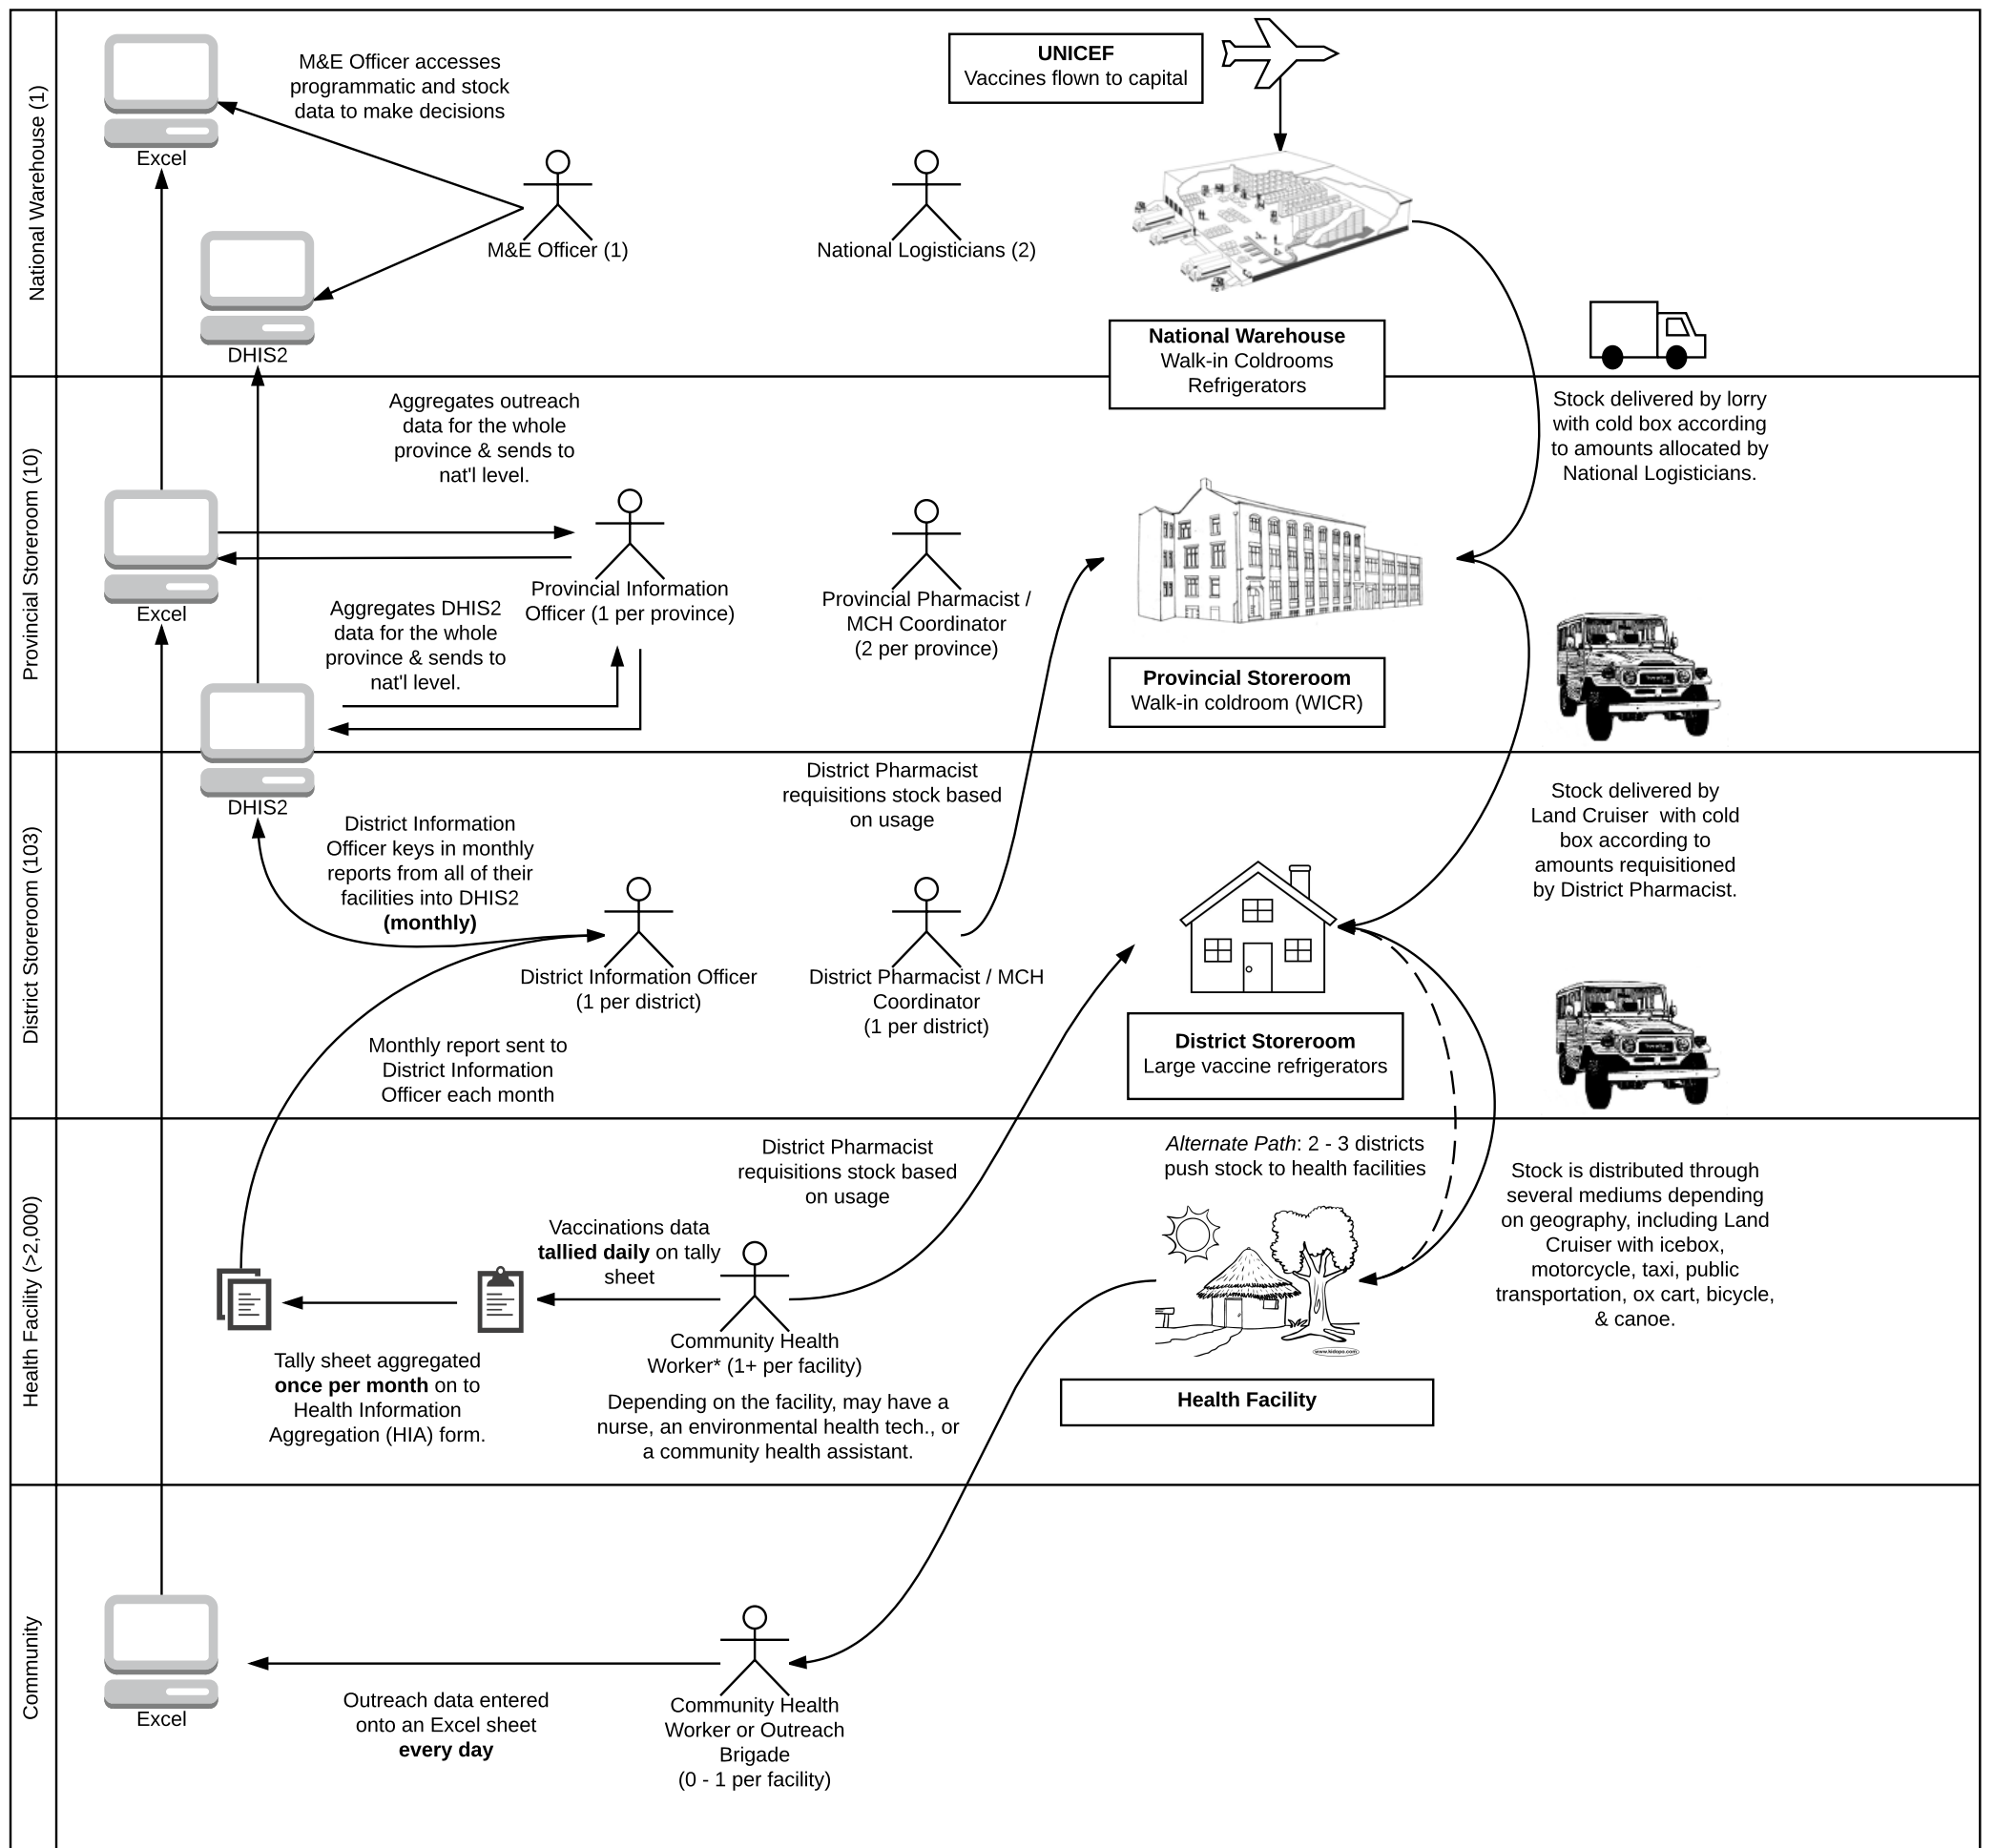 National Warehouse (1)
M&E Officer accesses
programmatic and stock
data to make decisions
Excel
DHIS2
M&E Officer (1)
National Logisticians (2)
UNICEF
Vaccines flown to capital
National Warehouse
Walk-in Coldrooms
Refrigerators
Stock delivered by lorry
with cold box according
to amounts allocated by
National Logisticians.
Provincial Storeroom (10)
Aggregates outreach
data for the whole
province & sends to
nat'l level.
Excel
Provincial Information
Officer (1 per province)
Aggregates DHIS2
data for the whole
province & sends to
nat'l level.
DHIS2
Provincial Pharmacist /
MCH Coordinator
(2 per province)
Provincial Storeroom
Walk-in coldroom (WICR)
District Storeroom (103)
District Information
Officer keys in monthly
reports from all of their
facilities into DHIS2
(monthly)
District Information Officer
(1 per district)
Monthly report sent to
District Information
Officer each month
District Pharmacist
requisitions stock based
on usage
District Pharmacist / MCH
Coordinator
(1 per district)
District Storeroom
Large vaccine refrigerators
Stock delivered by
Land Cruiser  with cold
box according to
amounts requisitioned
by District Pharmacist.
Health Facility (>2,000)
Tally sheet aggregated
once per month on to
Health Information
Aggregation (HIA) form.
Vaccinations data
tallied daily on tally
sheet
District Pharmacist
requisitions stock based
on usage
Community Health
Worker* (1+ per facility)
Depending on the facility, may have a
nurse, an environmental health tech., or
a community health assistant.
Alternate Path: 2 - 3 districts
push stock to health facilities
www.kidopo.com
Health Facility
Stock is distributed through
several mediums depending
on geography, including Land
Cruiser with icebox,
motorcycle, taxi, public
transportation, ox cart, bicycle,
& canoe.
Community
Excel
Outreach data entered
onto an Excel sheet
every day
Community Health
Worker or Outreach
Brigade
(0 - 1 per facility)